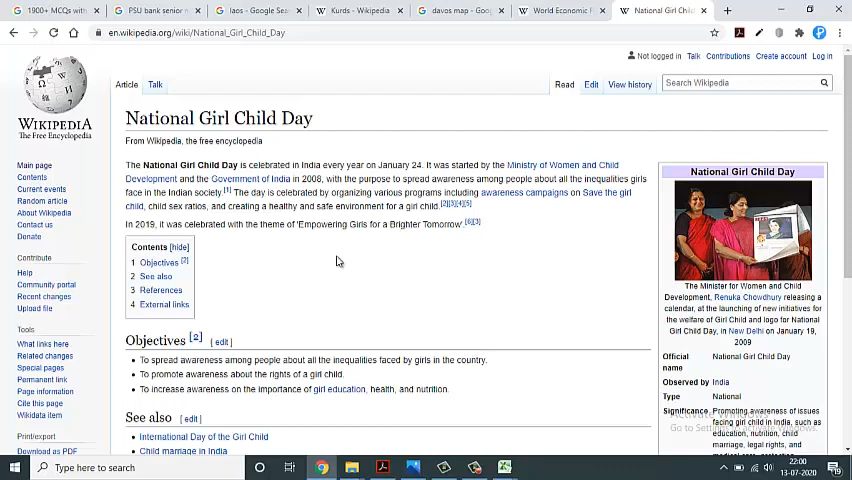 1900+ MCQs with
PSU bank senior r
laos - Google Sea
Kurds - Wikipedia
davos map - Goog
World Economic F
National Girl Child
en.wikipedia.org/wiki/National_Girl_Child_Day
Not logged in Talk Contributions Create account Log in
Article Talk
Read Edit View history
Search Wikipedia
WIKIPEDIA
The Free Encyclopedia
Main page
Contents
Current events
Random article
About Wikipedia
Contact us
Donate
Contribute
Help
Community portal
Recent changes
Upload file
Tools
What links here
Related changes
Special pages
Permanent link
Page information
Cite this page
Wikidata item
Print/export
Download as PDF
National Girl Child Day
From Wikipedia, the free encyclopedia
The National Girl Child Day is celebrated in India every year on January 24. It was started by the Ministry of Women and Child
Development and the Government of India in 2008, with the purpose to spread awareness among people about all the inequalities girls
face in the Indian society.[1] The day is celebrated by organizing various programs including awareness campaigns on Save the girl
child, child sex ratios, and creating a healthy and safe environment for a girl child.[2][3][4][5]
In 2019, it was celebrated with the theme of 'Empowering Girls for a Brighter Tomorrow'.[6][3]
Contents [hide]
1 Objectives [2]
2 See also
3 References
4 External links
Objectives [2] [ edit ]
• To spread awareness among people about all the inequalities faced by girls in the country.
• To promote awareness about the rights of a girl child.
• To increase awareness on the importance of girl education, health, and nutrition.
See also [ edit ]
• International Day of the Girl Child
• Child marriage in India
National Girl Child Day
The Minister for Women and Child
Development, Renuka Chowdhury releasing a
calendar, at the launching of new initiatives for
the welfare of Girl Child and logo for National
Girl Child Day, in New Delhi on January 19,
2009
Official name National Girl Child Day
Observed by India
Type National
Significance Promoting awareness of issues
facing girl child in India, such as
education, nutrition, child
marriage, legal rights, and
Activate Windows
Go to Settings to activate Windows.
Type here to search
22:00
13-07-2020
19